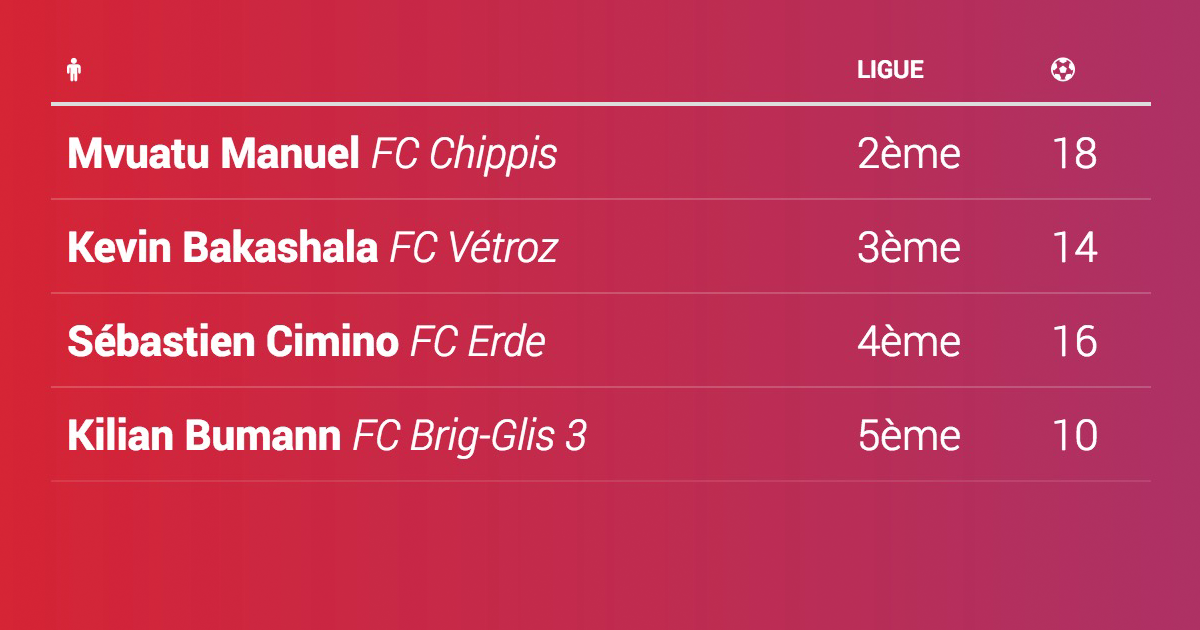 LIGUE
Mvuatu Manuel FC Chippis 2ème 18
Kevin Bakashala FC Vétroz 3ème 14
Sébastien Cimino FC Erde 4ème 16
Kilian Bumann FC Brig-Glis 3 5ème 10